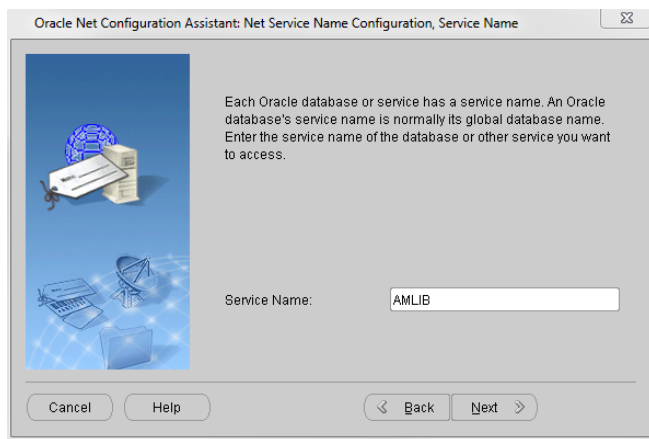 Oracle Net Configuration Assistant: Net Service Name Configuration, Service Name
Each Oracle database or service has a service name. An Oracle
database's service name is normally its global database name.
Enter the service name of the database or other service you want
to access.
Service Name:
AMLIB
Cancel
Help
Back
Next